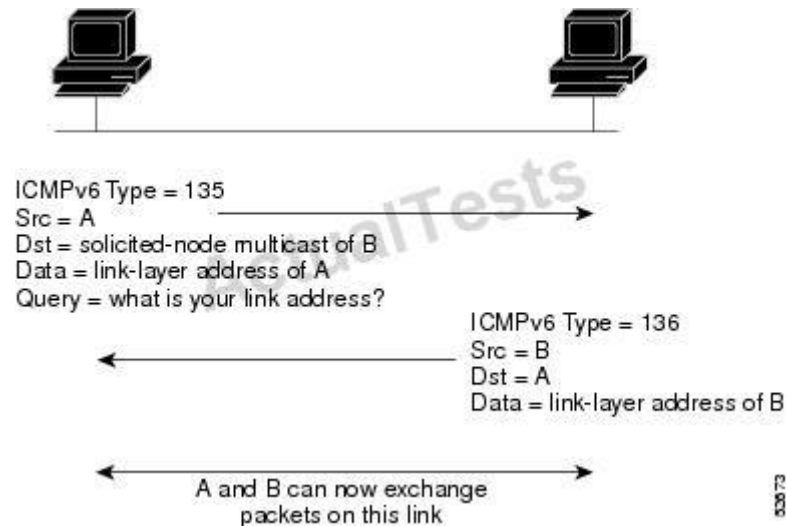 ICMPv6 Type = 135
Src = A
Dst = solicited-node multicast of B
Data = link-layer address of A
Query = what is your link address?
ActualTests
ICMPv6 Type = 136
Src = B
Dst = A
Data = link-layer address of B
A and B can now exchange
packets on this link
52673